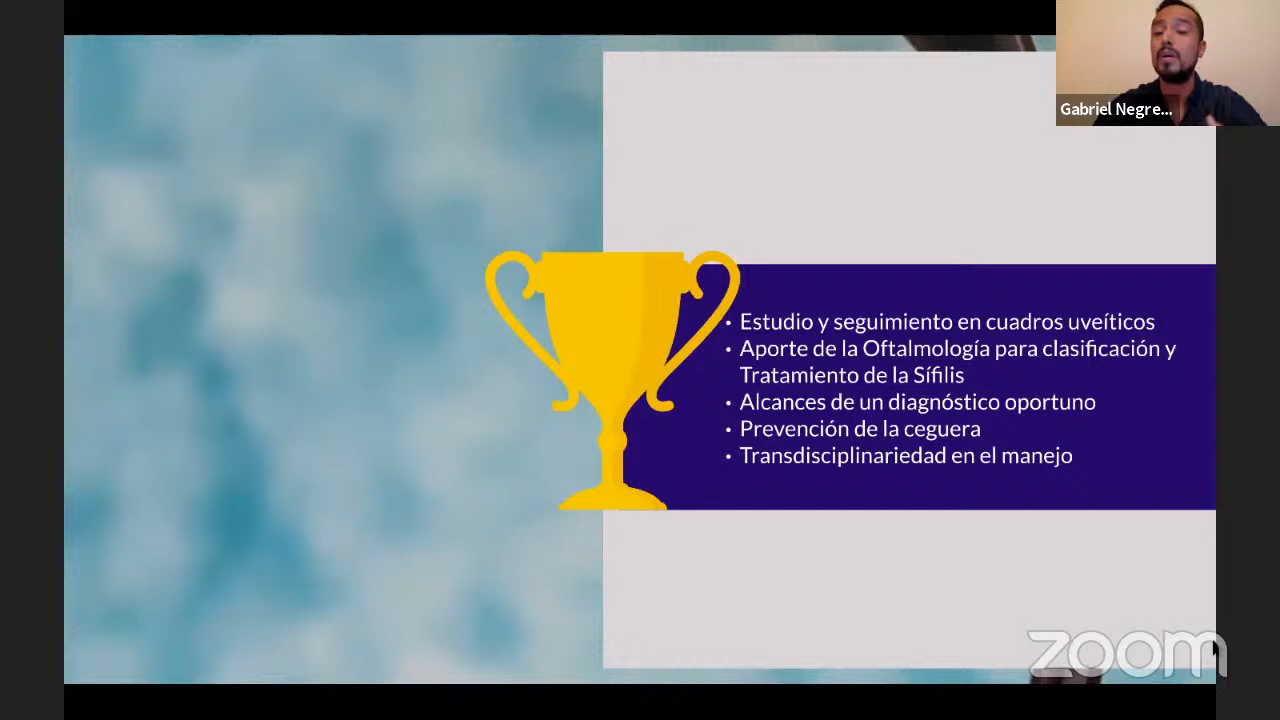 Gabriel Negre...
• Estudio y seguimiento en cuadros uveíticos
• Aporte de la Oftalmología para clasificación y
Tratamiento de la Sífilis
• Alcances de un diagnóstico oportuno
• Prevención de la ceguera
• Transdisciplinariedad en el manejo
zoom